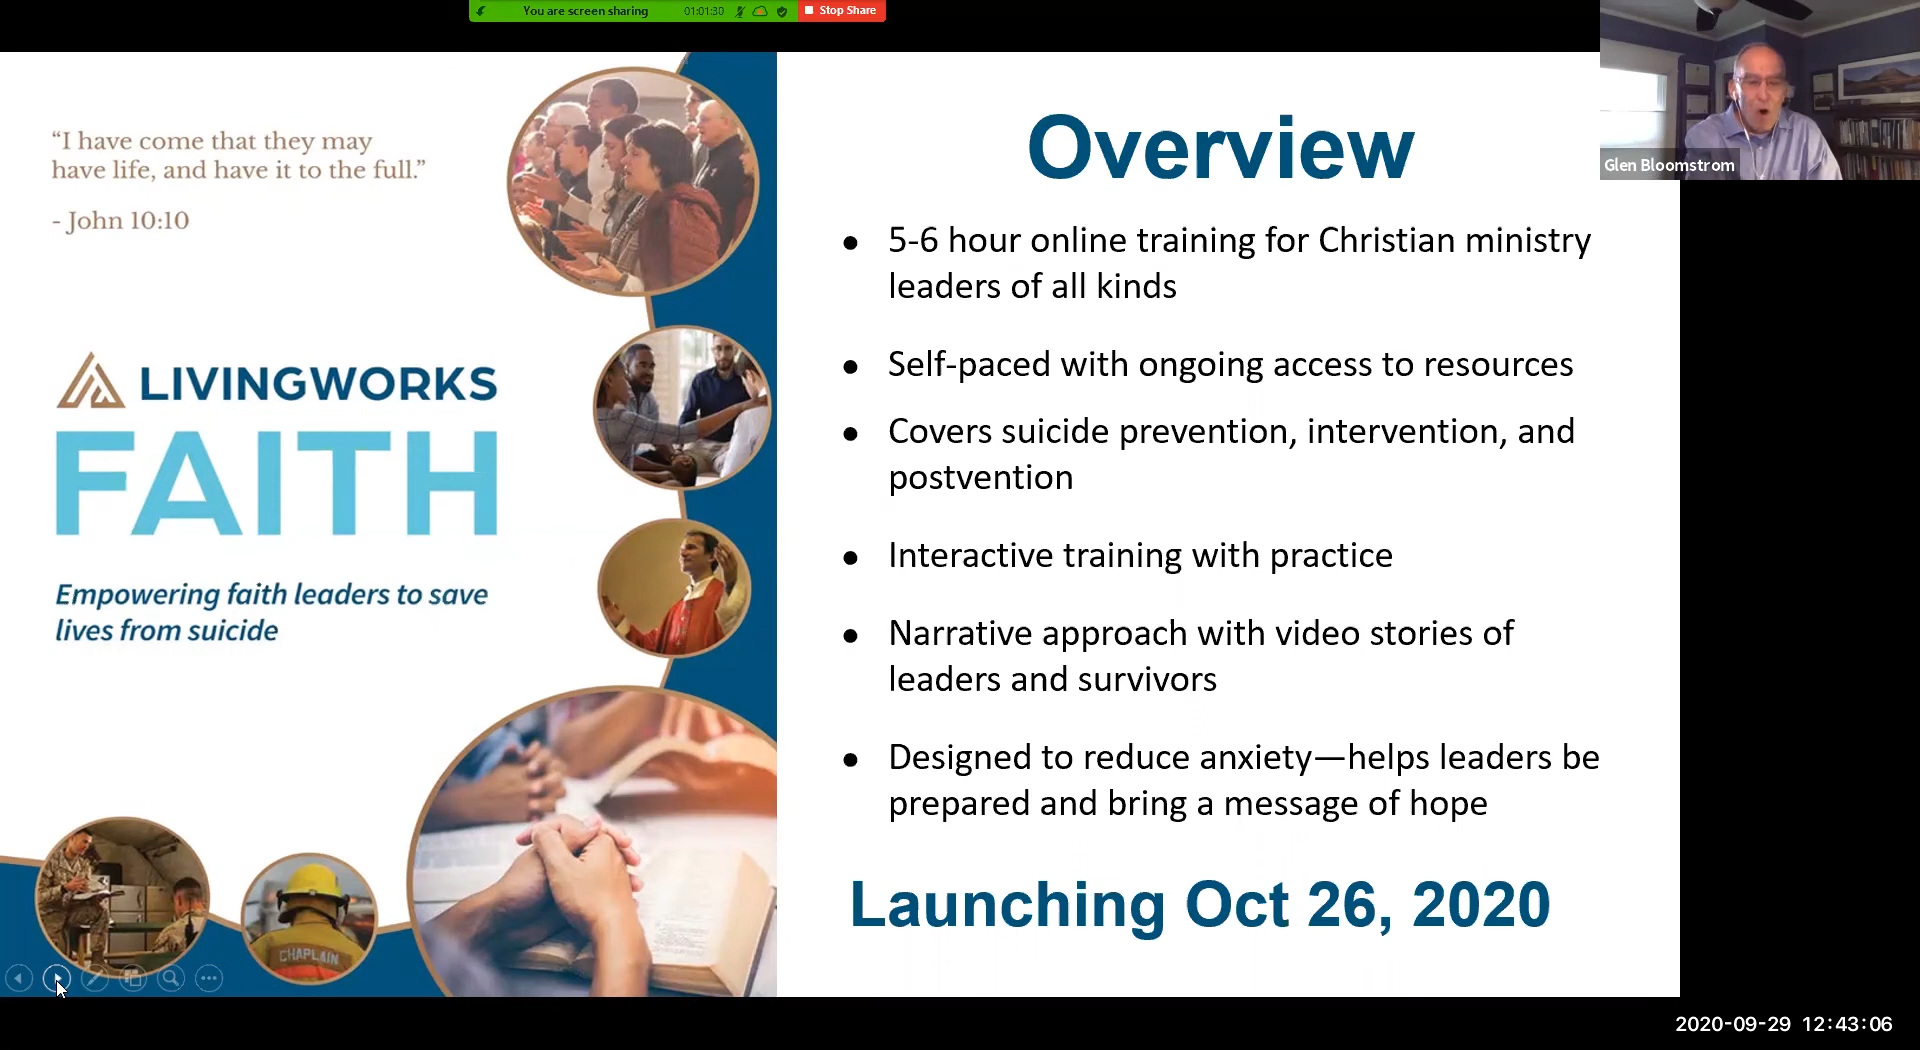 You are screen sharing
01:01:30
Stop Share
Glen Bloomstrom
“I have come that they may
have life, and have it to the full.”
- John 10:10
LIVINGWORKS
FAITH
Empowering faith leaders to save
lives from suicide
CHAPLAIN
Overview
• 5-6 hour online training for Christian ministry
leaders of all kinds
• Self-paced with ongoing access to resources
• Covers suicide prevention, intervention, and
postvention
• Interactive training with practice
• Narrative approach with video stories of
leaders and survivors
• Designed to reduce anxiety—helps leaders be
prepared and bring a message of hope
Launching Oct 26, 2020
2020-09-29 12:43:06